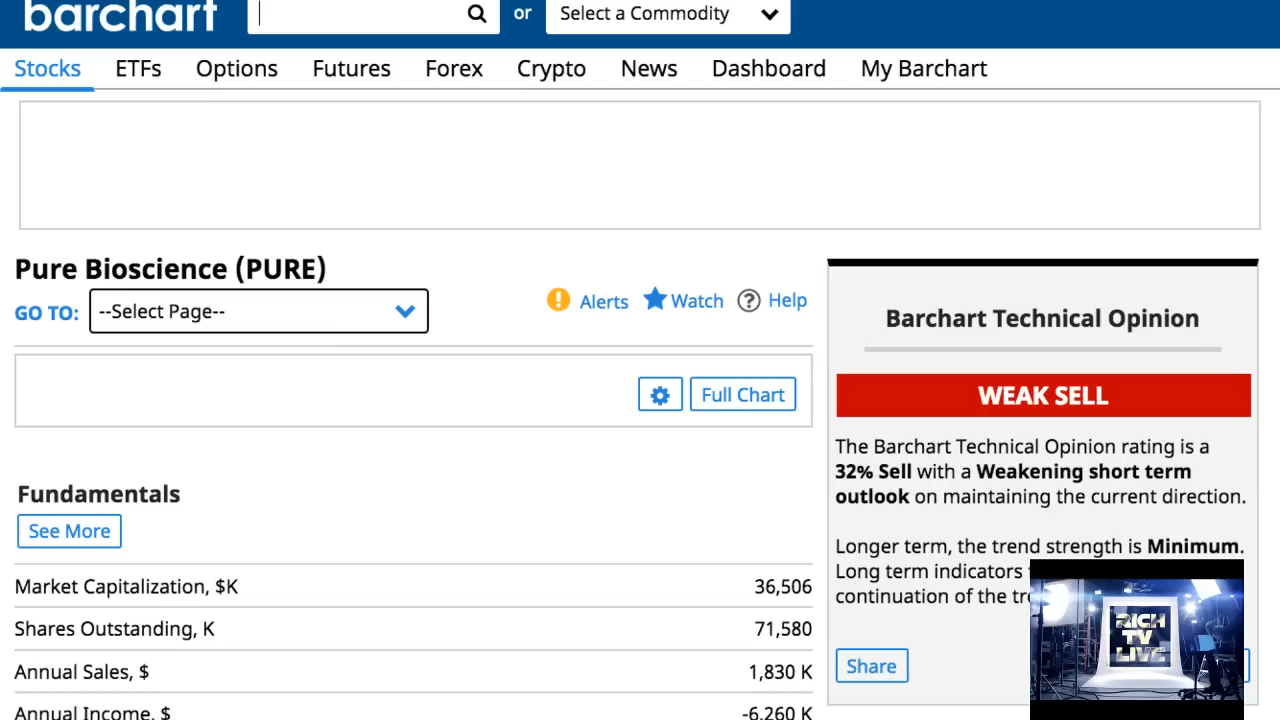 barchart
or
Select a Commodity
Stocks ETFs Options Futures Forex Crypto News Dashboard My Barchart
Pure Bioscience (PURE)
GO TO: --Select Page--
Alerts Watch Help
Full Chart
Fundamentals
See More
Market Capitalization, $K 36,506
Shares Outstanding, K 71,580
Annual Sales, $ 1,830 K
Annual Income, $ -6,260 K
Barchart Technical Opinion
WEAK SELL
The Barchart Technical Opinion rating is a
32% Sell with a Weakening short term
outlook on maintaining the current direction.
Longer term, the trend strength is Minimum.
Long term indicators
continuation of the
Share
RICH
TV
LIVE